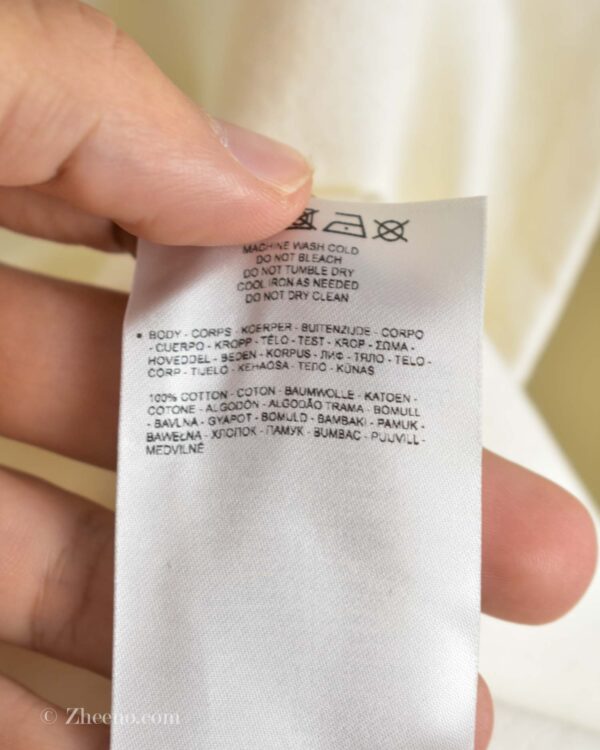 MACHINE WASH COLD
DO NOT BLEACH
DO NOT TUMBLE DRY
COOL IRON AS NEEDED
DO NOT DRY CLEAN
• BODY - CORPS - KOERPER - BUITENZIJDE - CORPO
- CUERPO - KROPP - TĚLO - TEST - KROP - ΣΩΜΑ -
HOVEDDEL - BEDEN - KORPUS - ЛИФ - ТЯЛО - TELO -
CORP - TIJELO - KEHAOSA - ТЕЛО - KŪNAS
100% COTTON - COTON - BAUMWOLLE - KATOEN -
COTONE - ALGODÓN - ALGODÃO TRAMA - BOMULL
- BAVLNA - GYAPOT - BOMULD - BAMBAKI - PAMUK -
BAWEŁNA - ХЛОПОК - ПАМУК - BUMBAC - PUUVILL -
MEDVILNĖ
© Zheeno.com